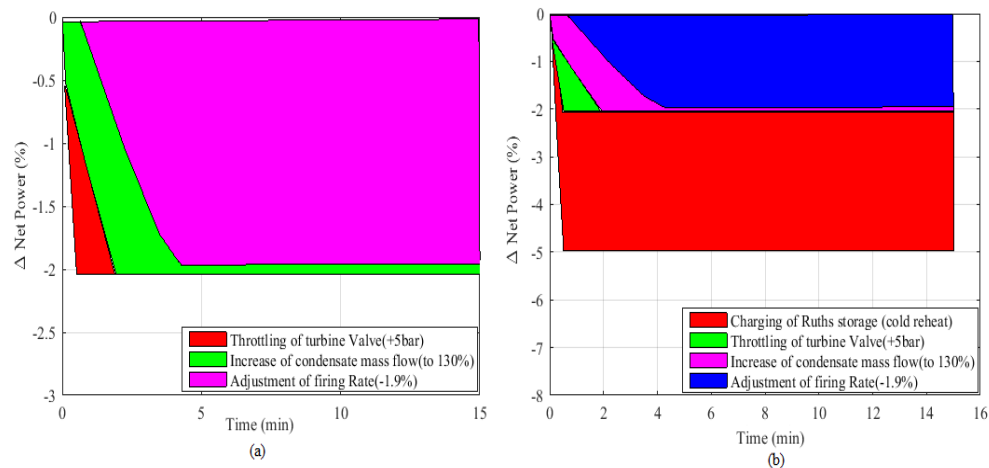 0
-0.5
-1
-1.5
-2
-2.5
-3
Δ Net Power (%)
Throttling of turbine Valve(+5bar)
Increase of condensate mass flow(to 130%)
Adjustment of firing Rate(-1.9%)
0 5 10 15
Time (min)
(a)
0
-1
-2
-3
-4
-5
-6
-7
-8
Δ Net Power (%)
Charging of Ruths storage (cold reheat)
Throttling of turbine Valve(+5bar)
Increase of condensate mass flow(to 130%)
Adjustment of firing Rate(-1.9%)
0 2 4 6 8 10 12 14 16
Time (min)
(b)